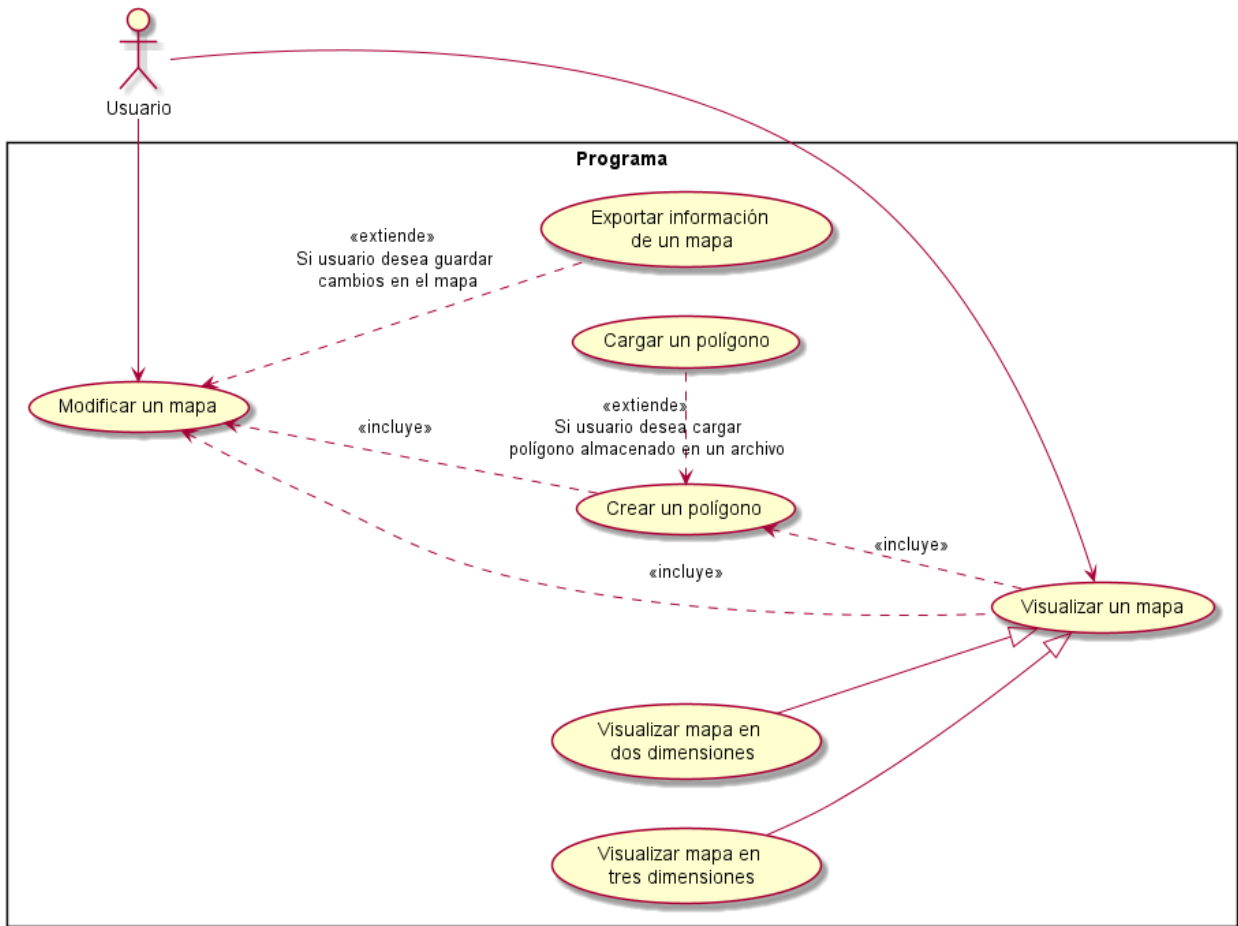 Usuario
Programa
Exportar información
de un mapa
«extiende»
Si usuario desea guardar
cambios en el mapa
Cargar un polígono
Modificar un mapa
«extiende»
Si usuario desea cargar
polígono almacenado en un archivo
«incluye»
Crear un polígono
«incluye»
«incluye»
Visualizar un mapa
Visualizar mapa en
dos dimensiones
Visualizar mapa en
tres dimensiones